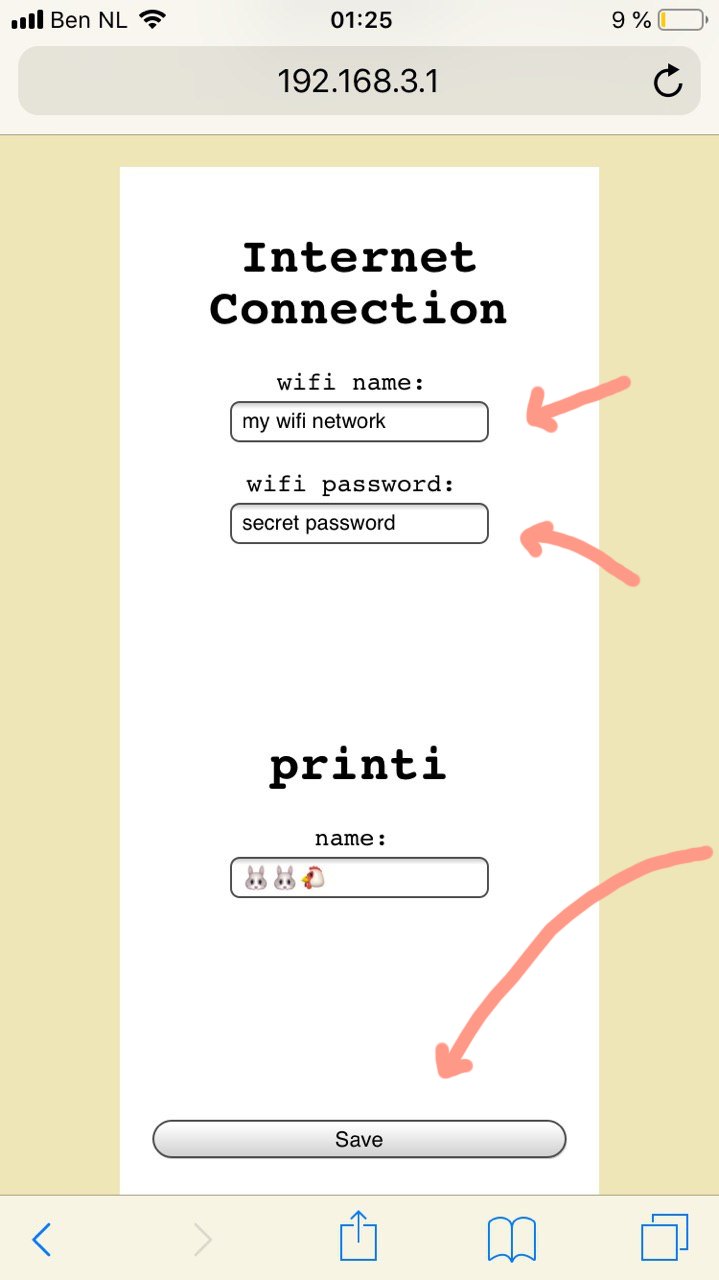 Ben NL 01:25 9 %
192.168.3.1
Internet
Connection
wifi name:
my wifi network
wifi password:
secret password
printi
name:
🐰🐰🐔
Save